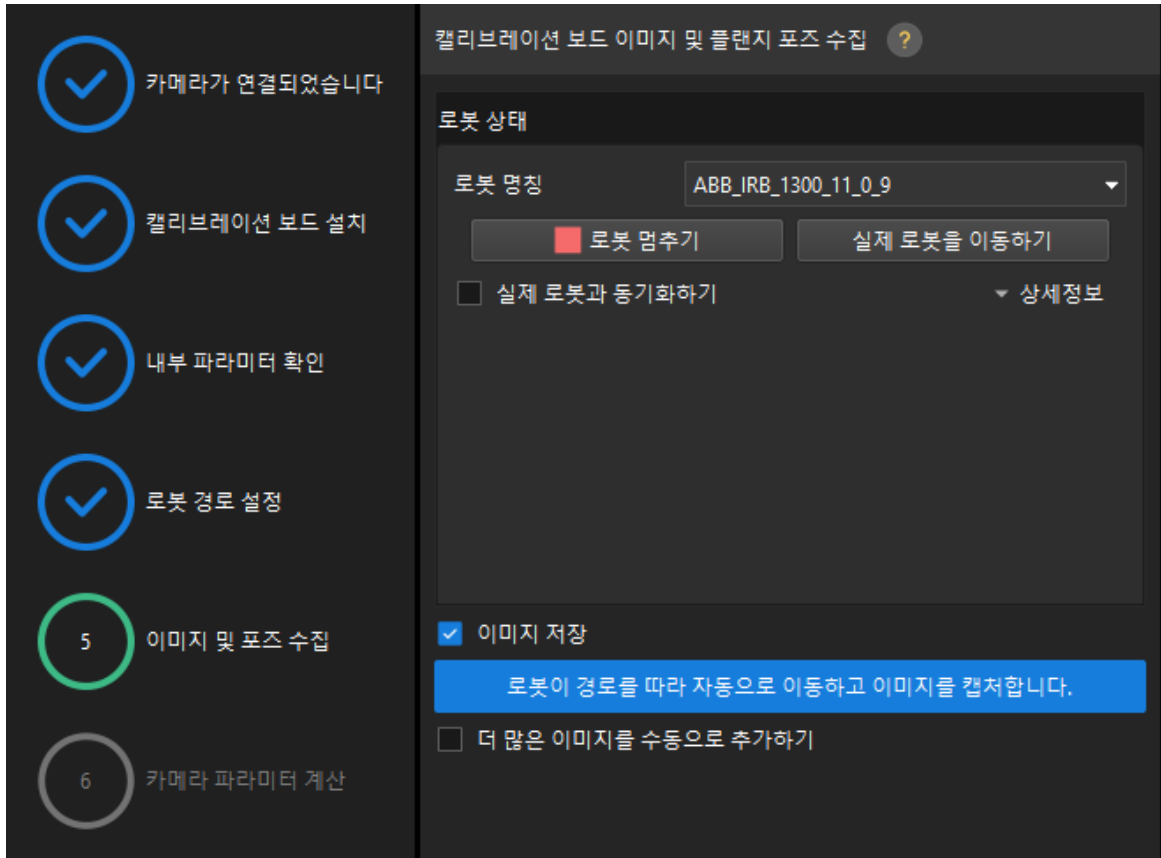 카메라가 연결되었습니다
캘리브레이션 보드 설치
내부 파라미터 확인
로봇 경로 설정
5
이미지 및 포즈 수집
6
카메라 파라미터 계산
캘리브레이션 보드 이미지 및 플랜지 포즈 수집 ?
로봇 상태
로봇 명칭
ABB_IRB_1300_11_0_9
로봇 멈추기
실제 로봇을 이동하기
실제 로봇과 동기화하기
상세정보
이미지 저장
로봇이 경로를 따라 자동으로 이동하고 이미지를 캡처합니다.
더 많은 이미지를 수동으로 추가하기